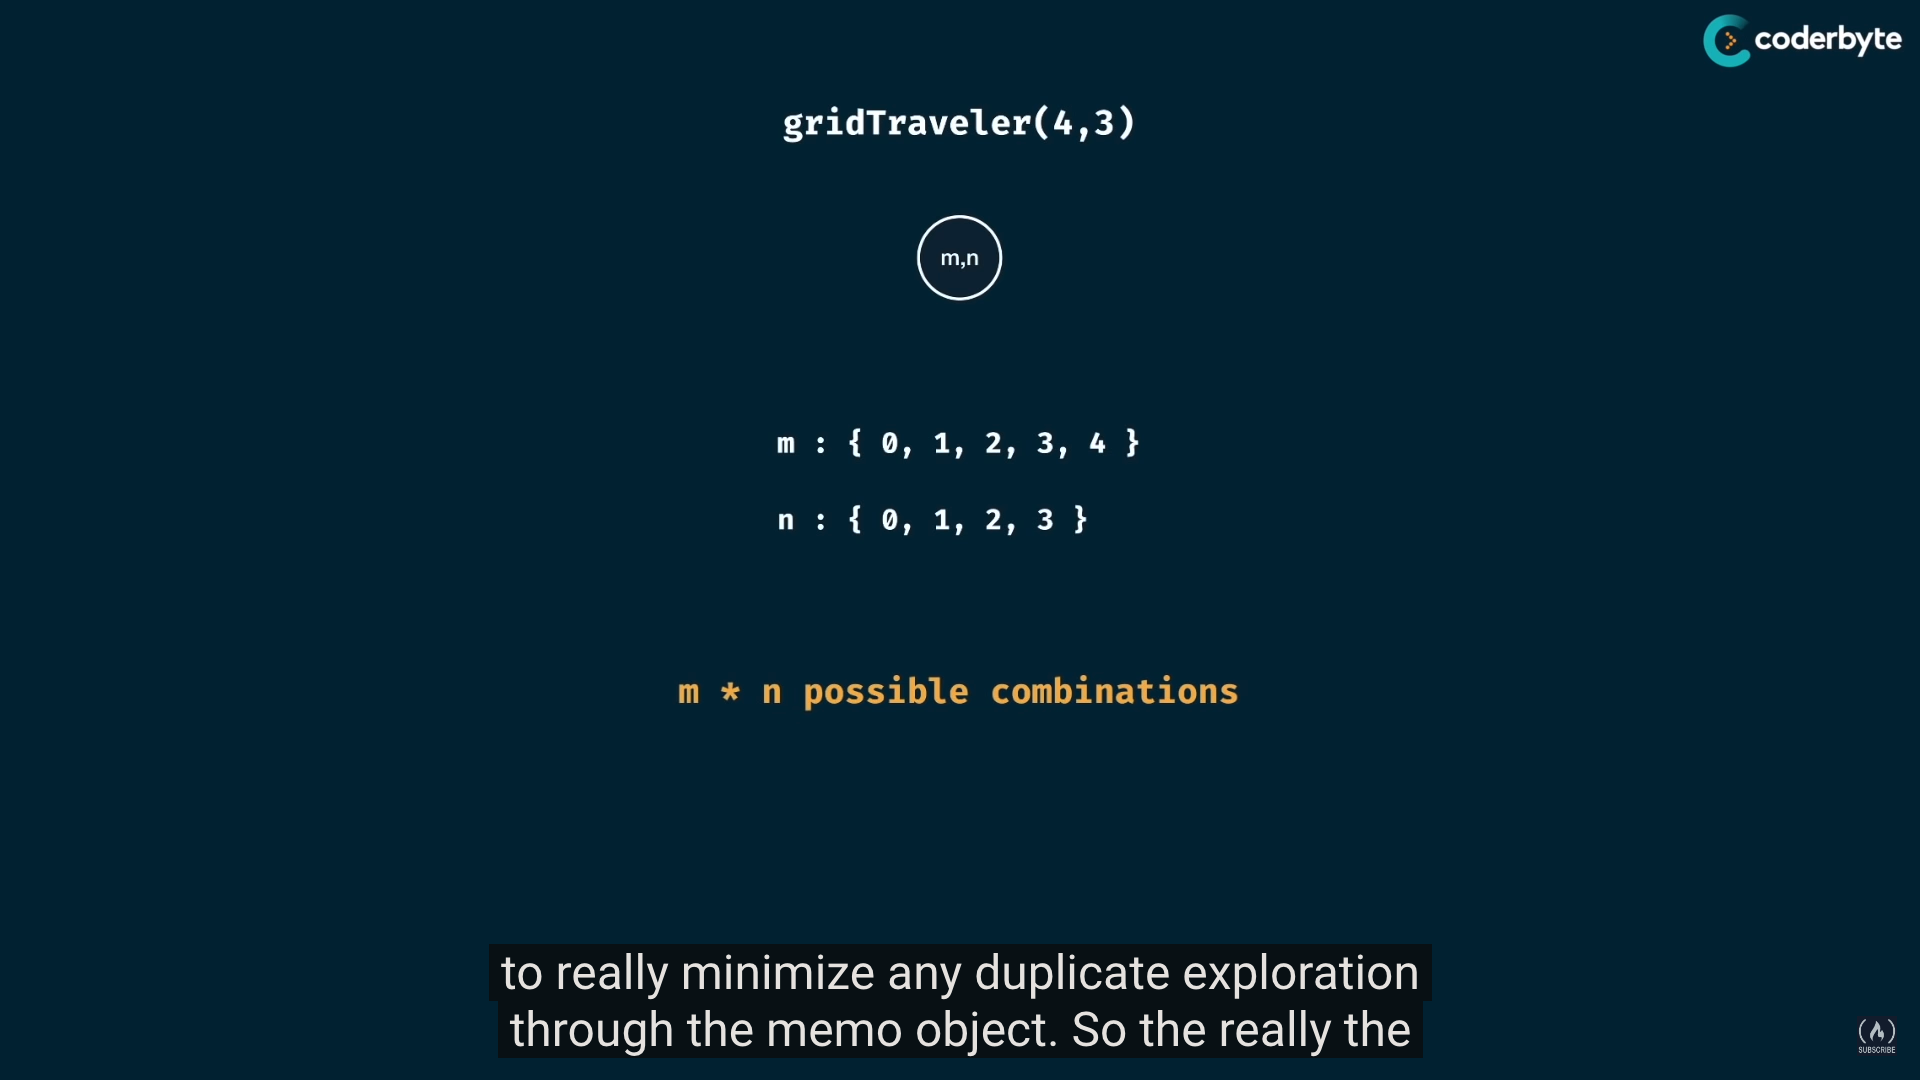 coderbyte
gridTraveler(4,3)
m,n
m : { 0, 1, 2, 3, 4 }
n : { 0, 1, 2, 3 }
m * n possible combinations
to really minimize any duplicate exploration
through the memo object. So the really the
SUBSCRIBE